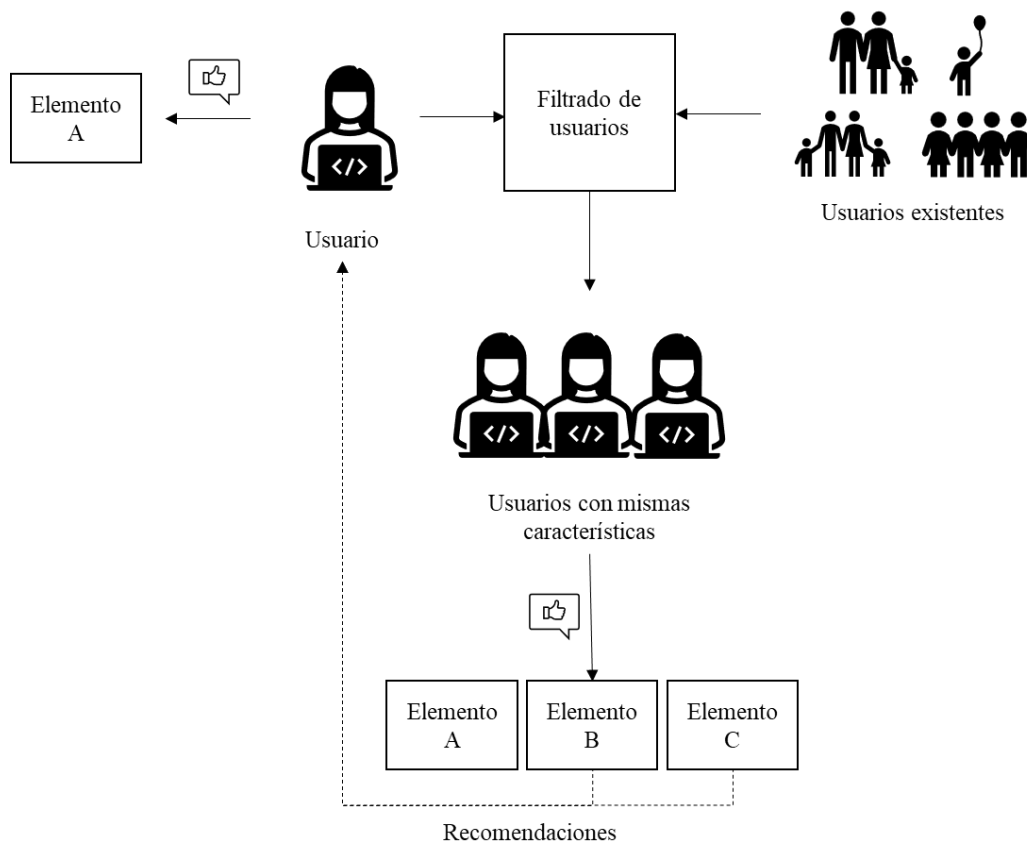 Elemento
A
Filtrado de
usuarios
Usuarios existentes
</>
Usuario
</>
</>
</>
Usuarios con mismas
características
Elemento
A
Elemento
B
Elemento
C
Recomendaciones